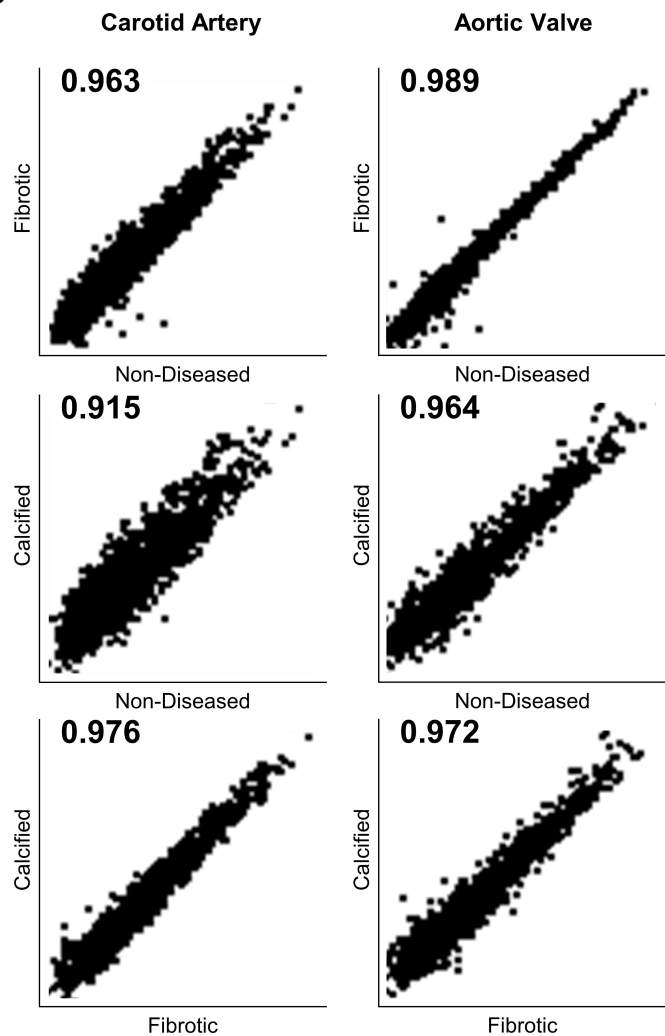 Carotid Artery
Aortic Valve
0.963
0.989
Fibrotic
Fibrotic
Non-Diseased
Non-Diseased
0.915
0.964
Calcified
Calcified
Non-Diseased
Non-Diseased
0.976
0.972
Calcified
Calcified
Fibrotic
Fibrotic